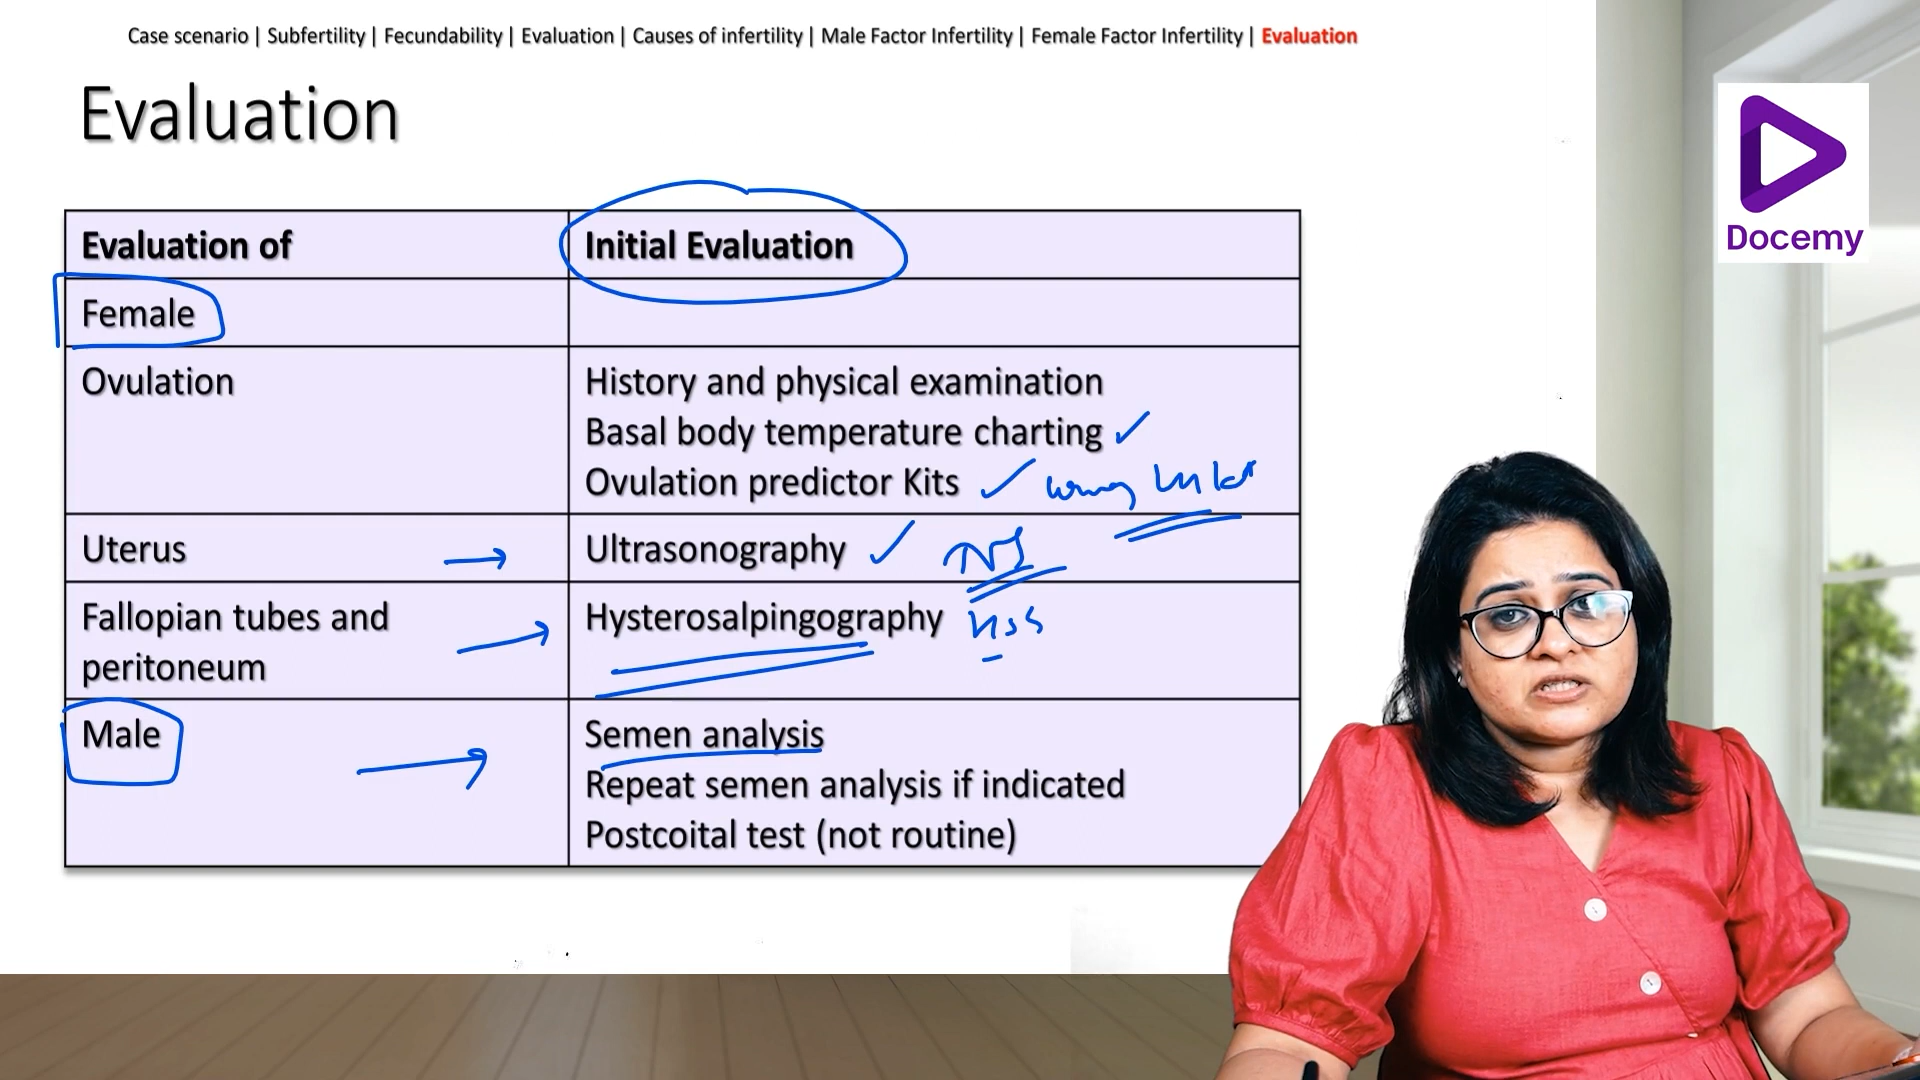 Case scenario | Subfertility | Fecundability | Evaluation | Causes of infertility | Male Factor Infertility | Female Factor Infertility | Evaluation
Evaluation
Docemy
Evaluation of Initial Evaluation
Female
Ovulation History and physical examination
Basal body temperature charting
Ovulation predictor Kits
Uterus Ultrasonography
Fallopian tubes and peritoneum Hysterosalpingography
Male Semen analysis
Repeat semen analysis if indicated
Postcoital test (not routine)